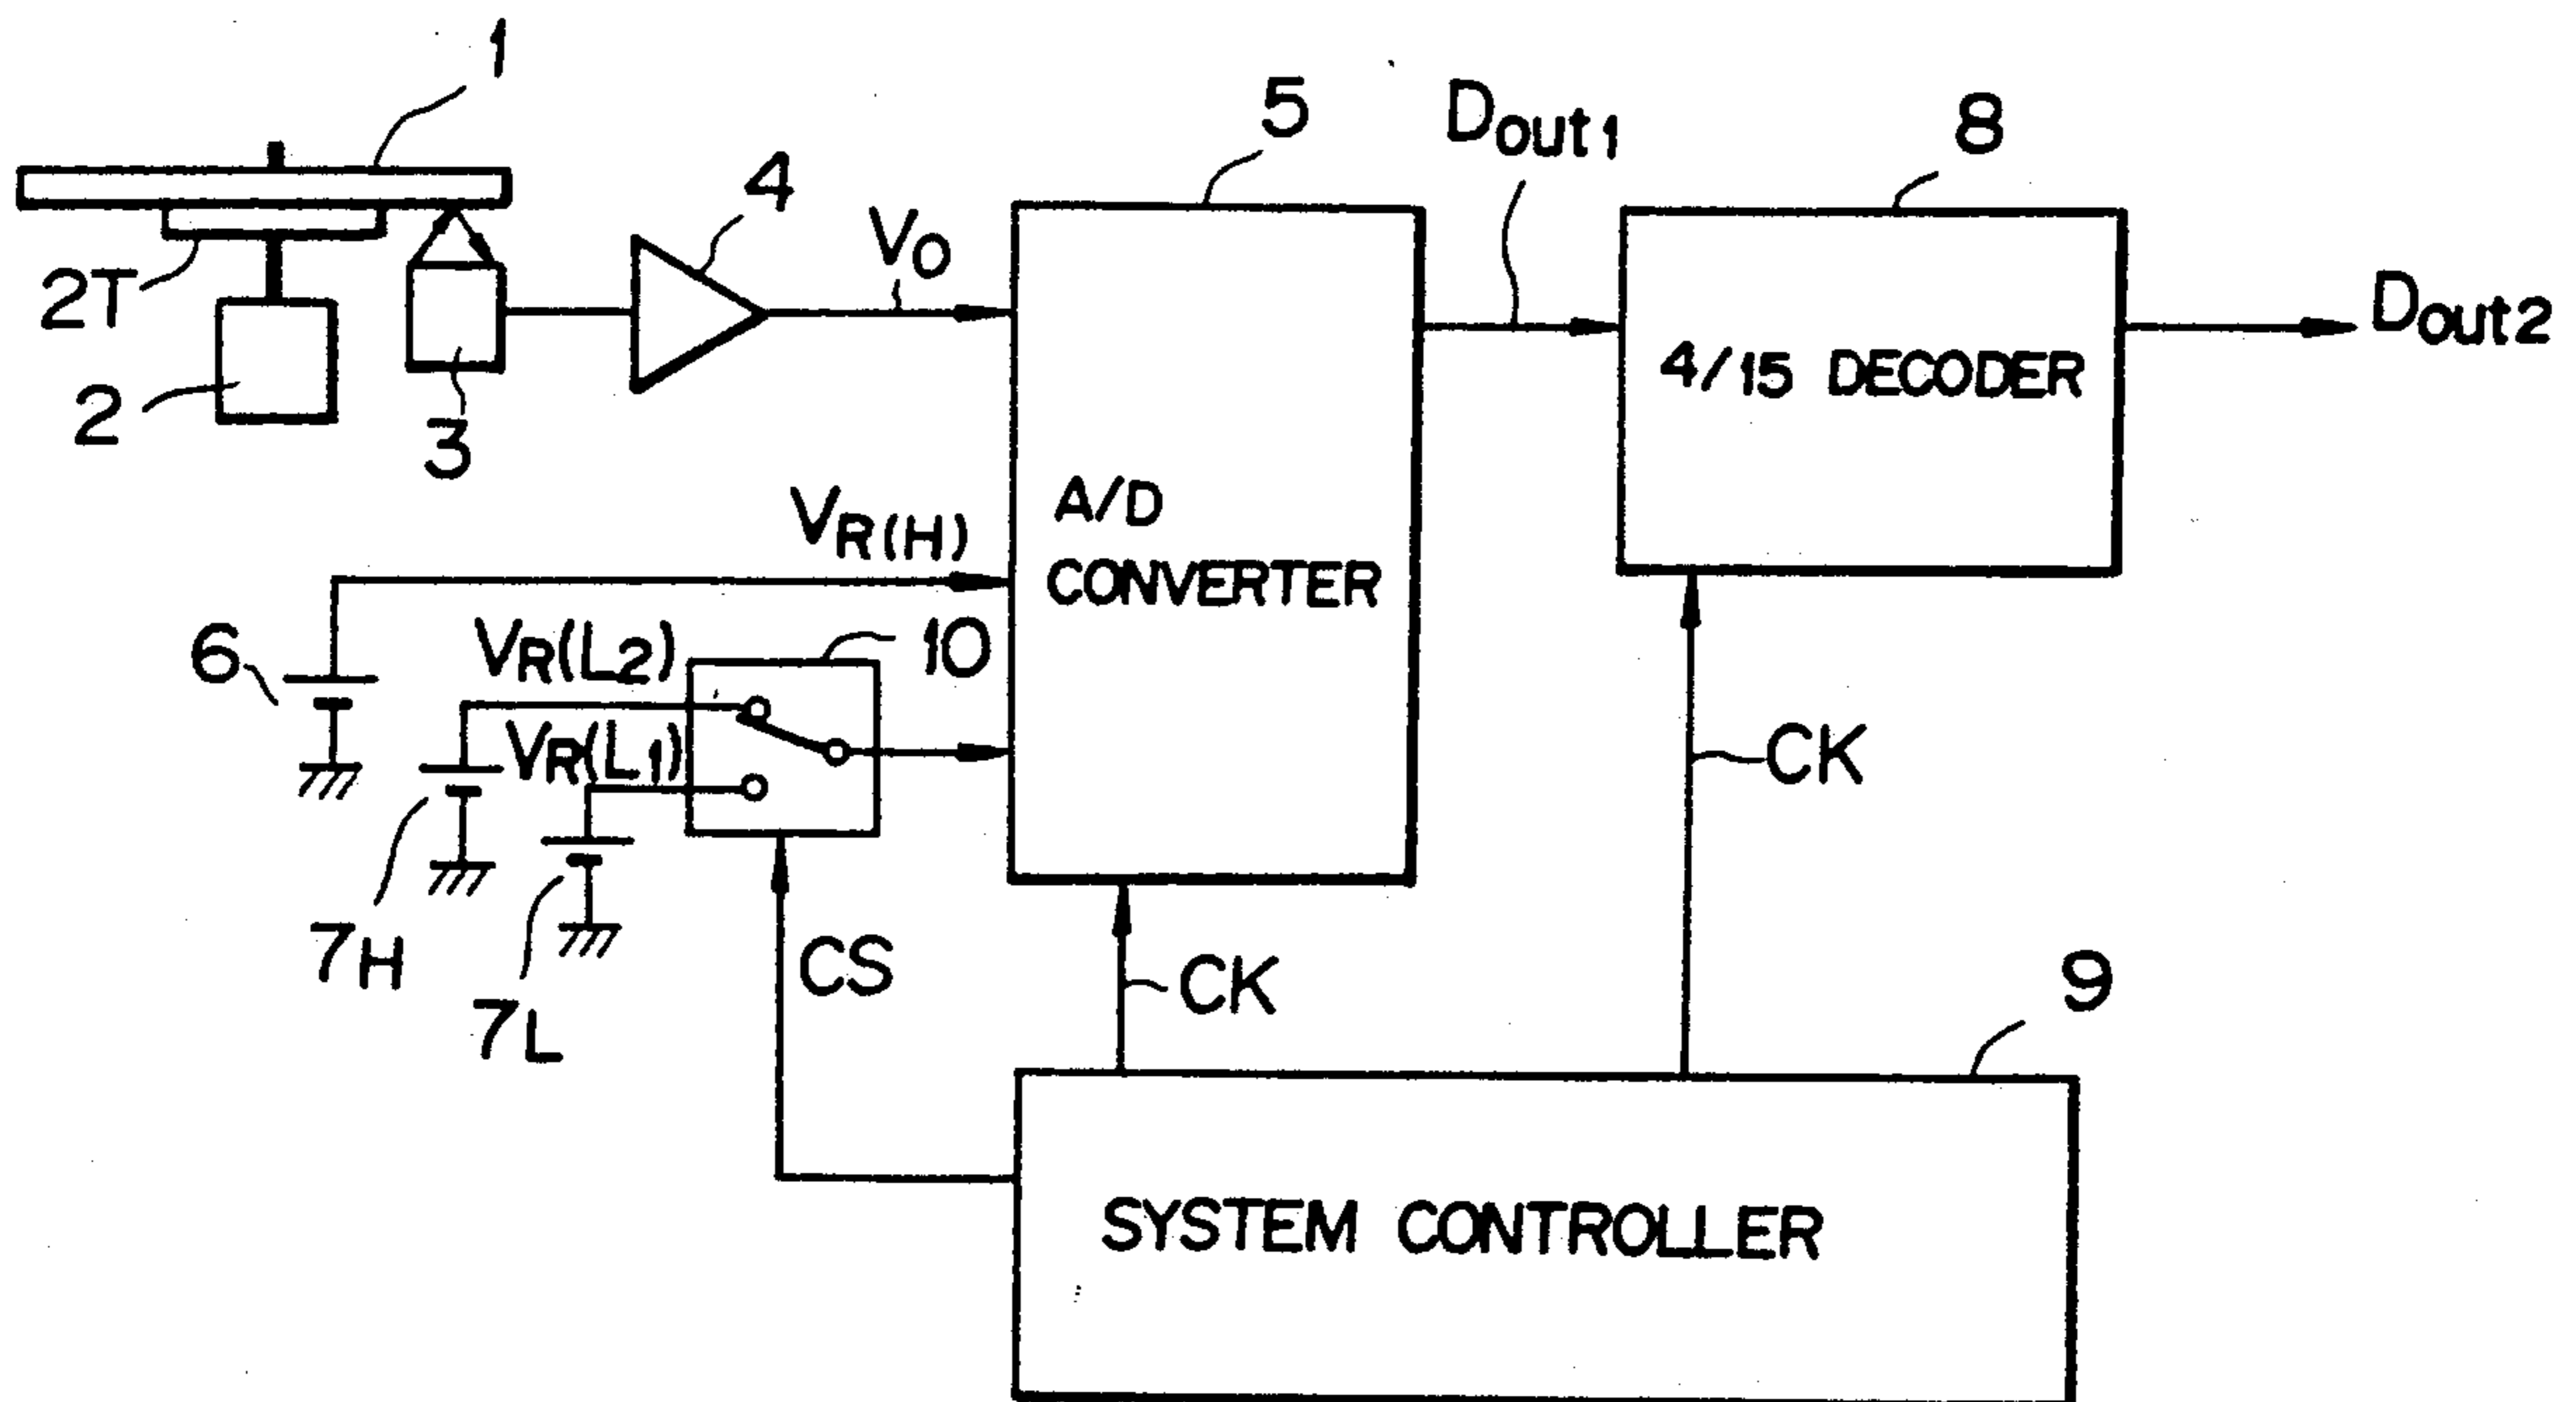 1
5
Dout1
8
4
VO
2T
Dout2
4/15 DECODER
2
3
A/D
CONVERTER
VR(H)
6
VR(L2)
10
VR(L1)
CK
7H
7L
CS
CK
9
SYSTEM CONTROLLER